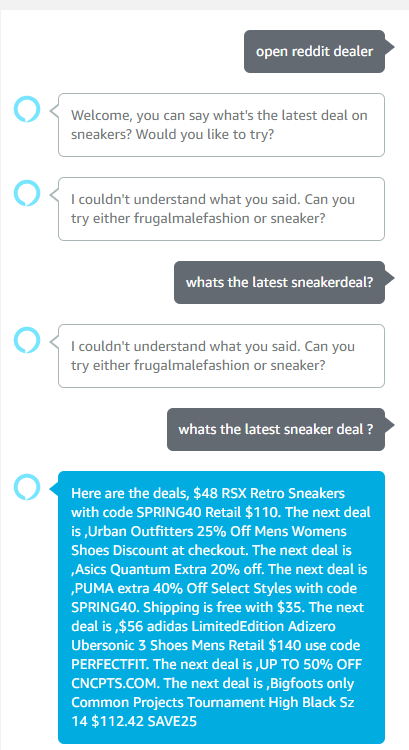 open reddit dealer
Welcome, you can say what's the latest deal on
sneakers? Would you like to try?
I couldn't understand what you said. Can you
try either frugalmalefashion or sneaker?
whats the latest sneakerdeal?
I couldn't understand what you said. Can you
try either frugalmalefashion or sneaker?
whats the latest sneaker deal ?
Here are the deals, $48 RSX Retro Sneakers
with code SPRING40 Retail $110. The next deal
is ,Urban Outfitters 25% Off Mens Womens
Shoes Discount at checkout. The next deal is
,Asics Quantum Extra 20% off. The next deal is
,PUMA extra 40% Off Select Styles with code
SPRING40. Shipping is free with $35. The next
deal is ,$56 adidas LimitedEdition Adizero
Ubersonic 3 Shoes Mens Retail $140 use code
PERFECTFIT. The next deal is ,UP TO 50% OFF
CNCPTS.COM. The next deal is ,Bigfoots only
Common Projects Tournament High Black Sz
14 $112.42 SAVE25